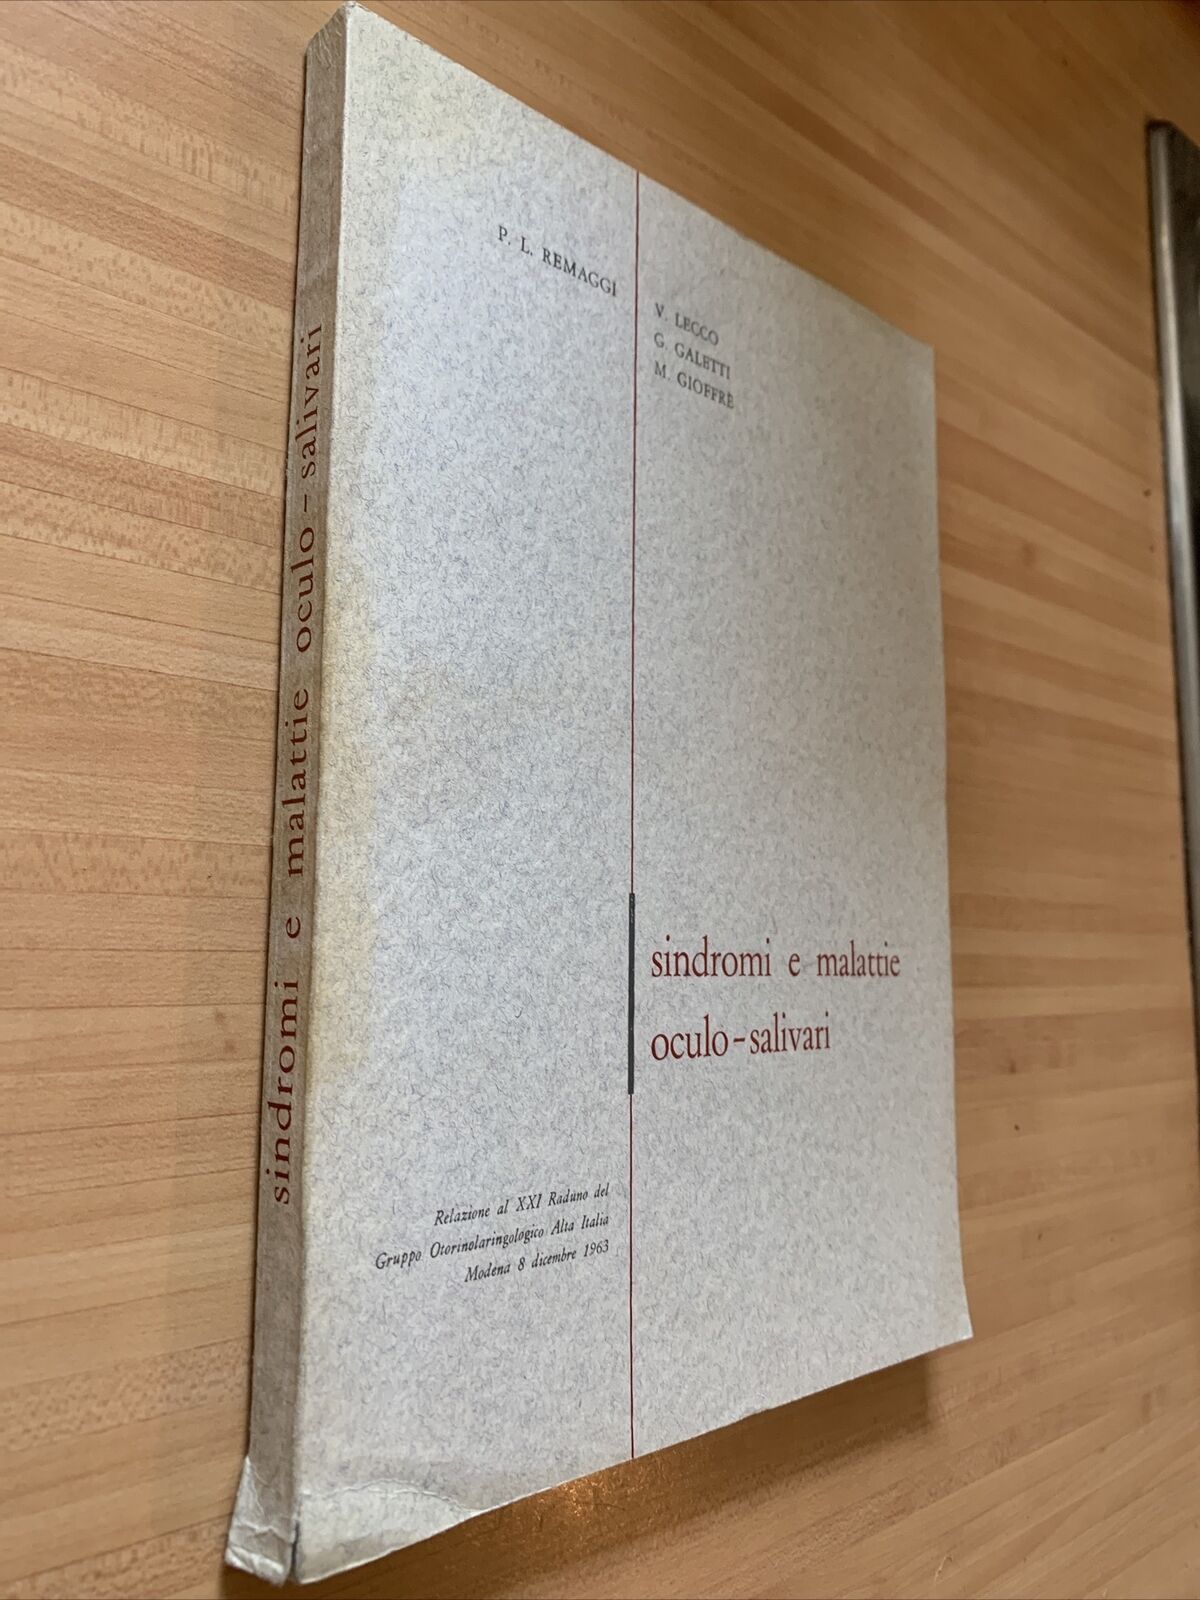 sindromi e malattie oculo-salivari
P. L. REMAGGI
V. LECCO
G. GALETTI
M. GIOFFRÈ
sindromi e malattie
oculo-salivari
Relazione al XXI Raduno del
Gruppo Otorinolaringologico Alta Italia
Modena 8 dicembre 1963